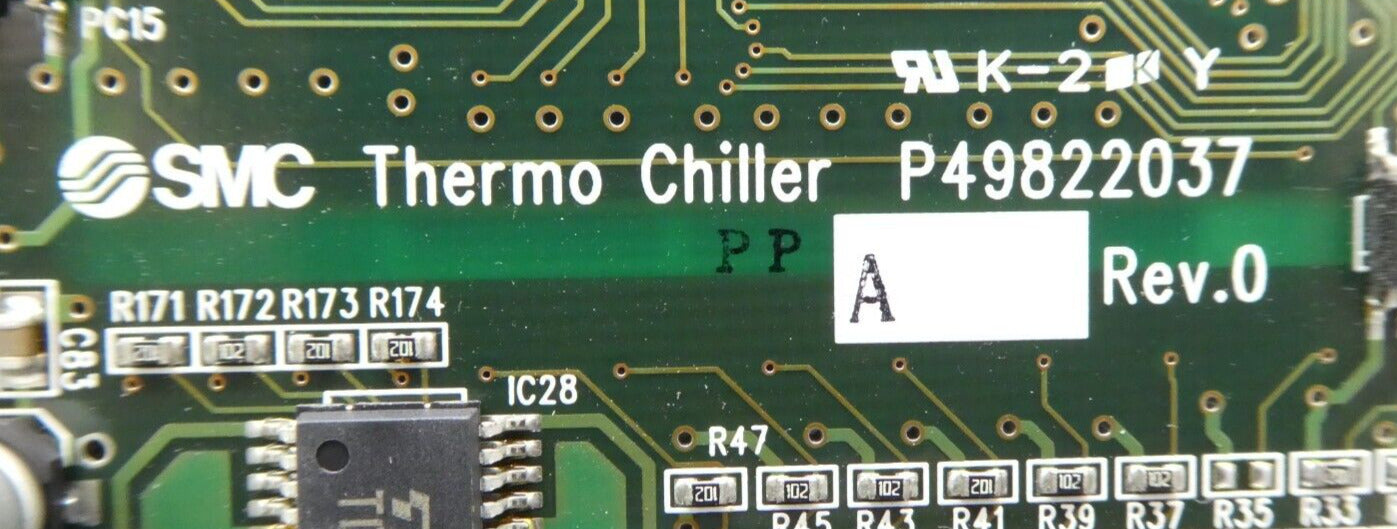 PC15
K-2 Y
SMC Thermo Chiller P49822037
PP A Rev.0
R171 R172 R173 R174
C83
201 102 201 201
IC28
R47
201 102 102 201 102 102
R45 R43 R41 R39 R37 R35 R33